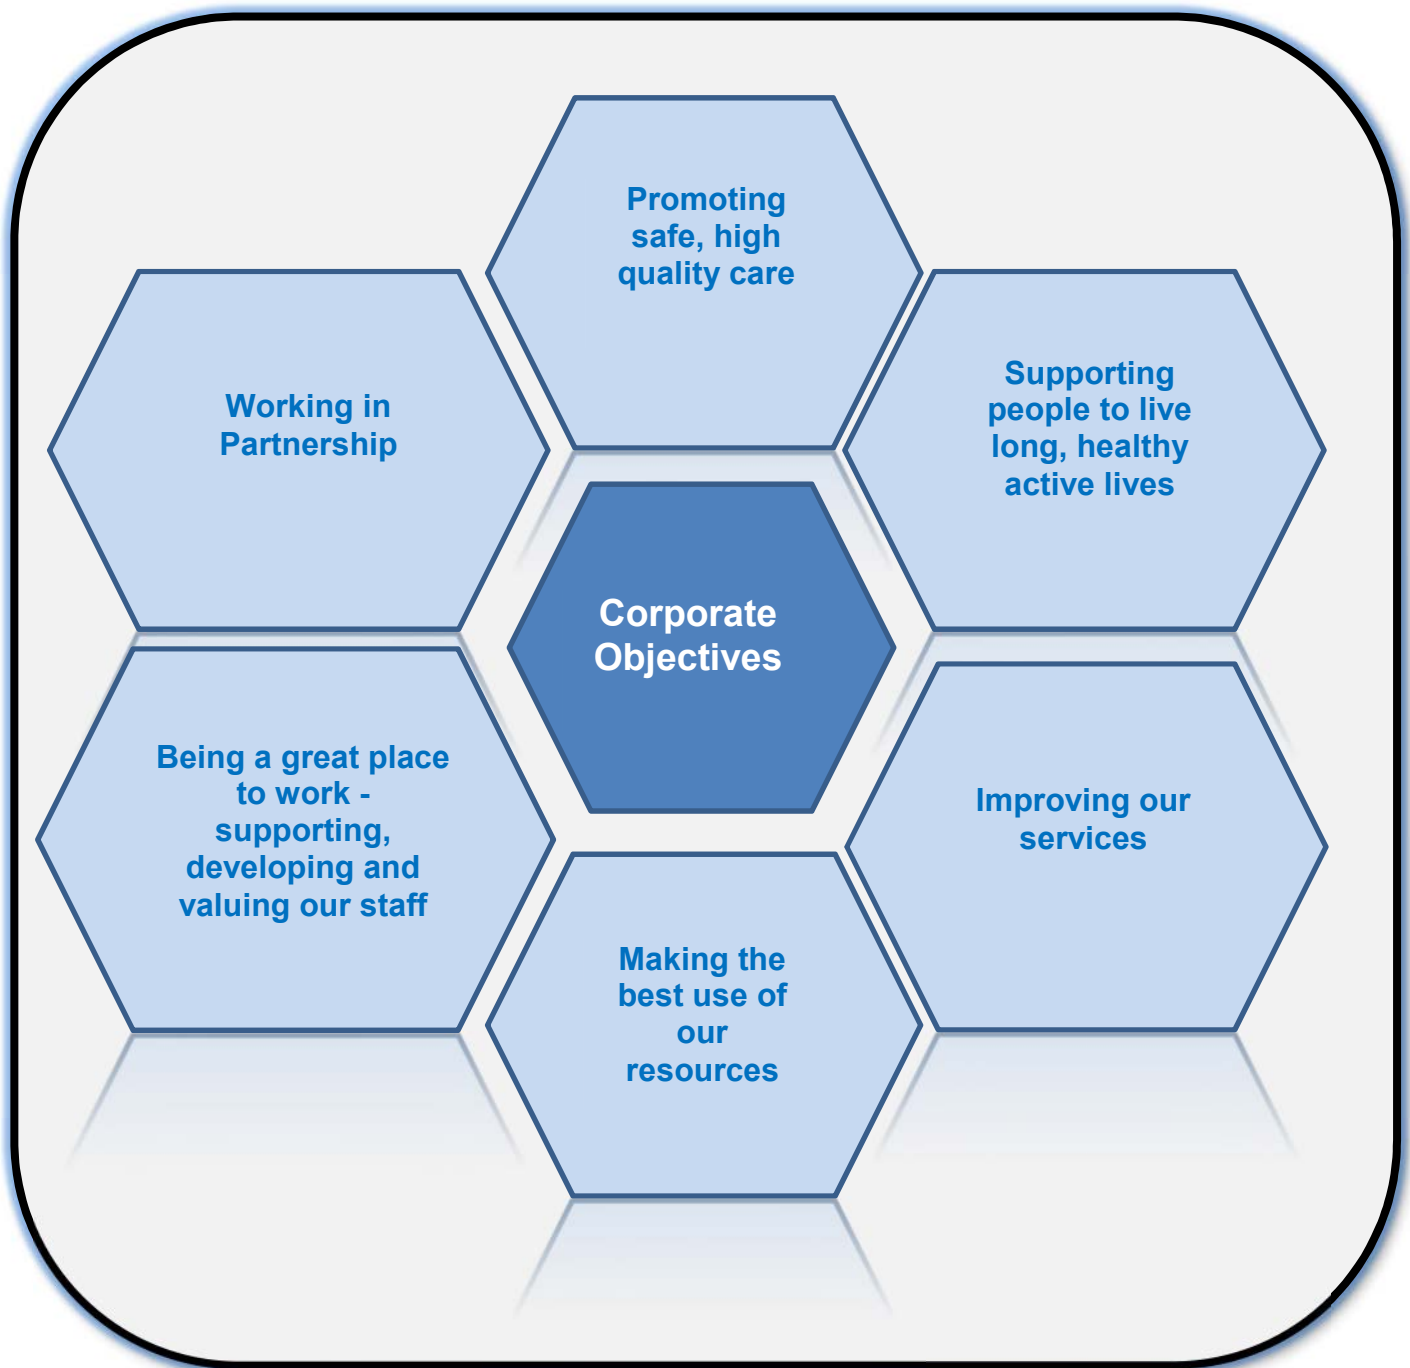 Promoting
safe, high
quality care
Working in
Partnership
Supporting
people to live
long, healthy
active lives
Corporate
Objectives
Being a great place
to work -
supporting,
developing and
valuing our staff
Improving our
services
Making the
best use of
our
resources